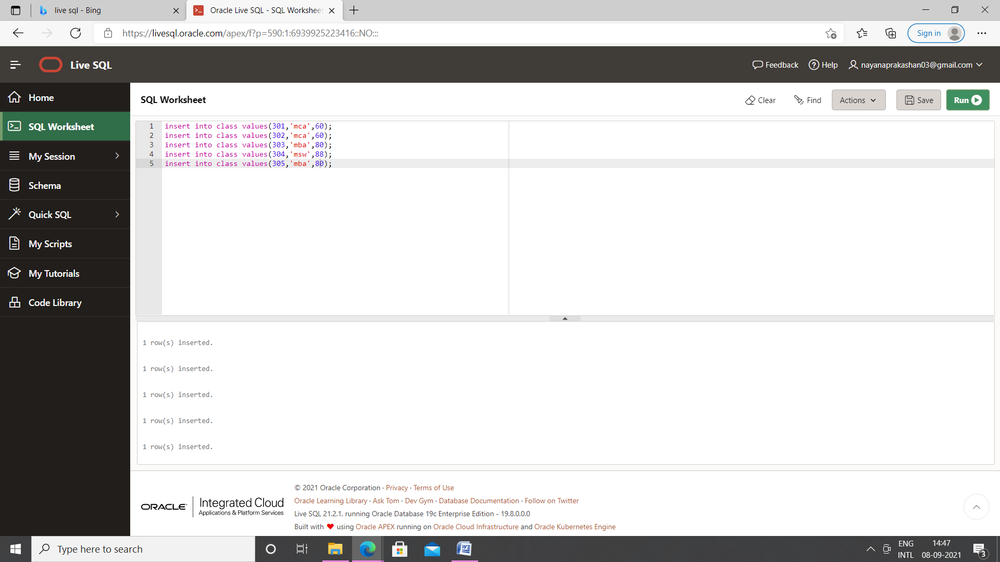 live sql - Bing
Oracle Live SQL - SQL Workshee
https://livesql.oracle.com/apex/f?p=590:1:6939925223416::NO:::
Sign in
Live SQL
Feedback
Help
nayanaprakashan03@gmail.com
Home
SQL Worksheet
My Session
Schema
Quick SQL
My Scripts
My Tutorials
Code Library
SQL Worksheet
Clear
Find
Actions
Save
Run
1 insert into class values(301,'mca',60);
2 insert into class values(302,'mca',60);
3 insert into class values(303,'mba',80);
4 insert into class values(304,'msw',88);
5 insert into class values(305,'mba',80);
1 row(s) inserted.
1 row(s) inserted.
1 row(s) inserted.
1 row(s) inserted.
1 row(s) inserted.
ORACLE
Integrated Cloud
Applications & Platform Services
© 2021 Oracle Corporation · Privacy · Terms of Use
Oracle Learning Library · Ask Tom · Dev Gym · Database Documentation · Follow on Twitter
Live SQL 21.2.1, running Oracle Database 19c Enterprise Edition - 19.8.0.0.0
Built with ❤ using Oracle APEX running on Oracle Cloud Infrastructure and Oracle Kubernetes Engine
Type here to search
ENG
INTL
14:47
08-09-2021
3